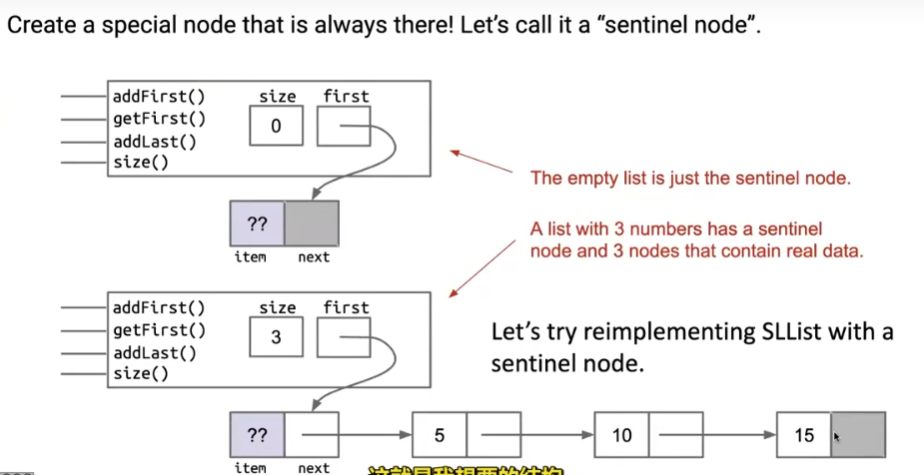 Create a special node that is always there! Let's call it a “sentinel node”.
addFirst()
getFirst()
addLast()
size()
size first
0
??
item next
The empty list is just the sentinel node.
A list with 3 numbers has a sentinel
node and 3 nodes that contain real data.
addFirst()
getFirst()
addLast()
size()
size first
3
Let's try reimplementing SLList with a
sentinel node.
?? 5 10 15
item next